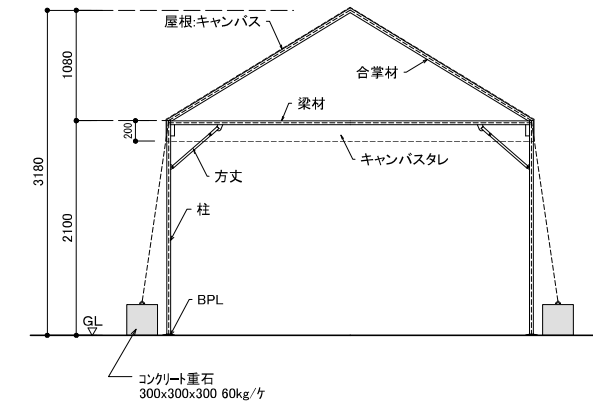 屋根:キャンバス
合掌材
梁材
キャンバスタレ
方丈
柱
BPL
GL
1080
200
3180
2100
コンクリート重石
300x300x300 60kg/ケ